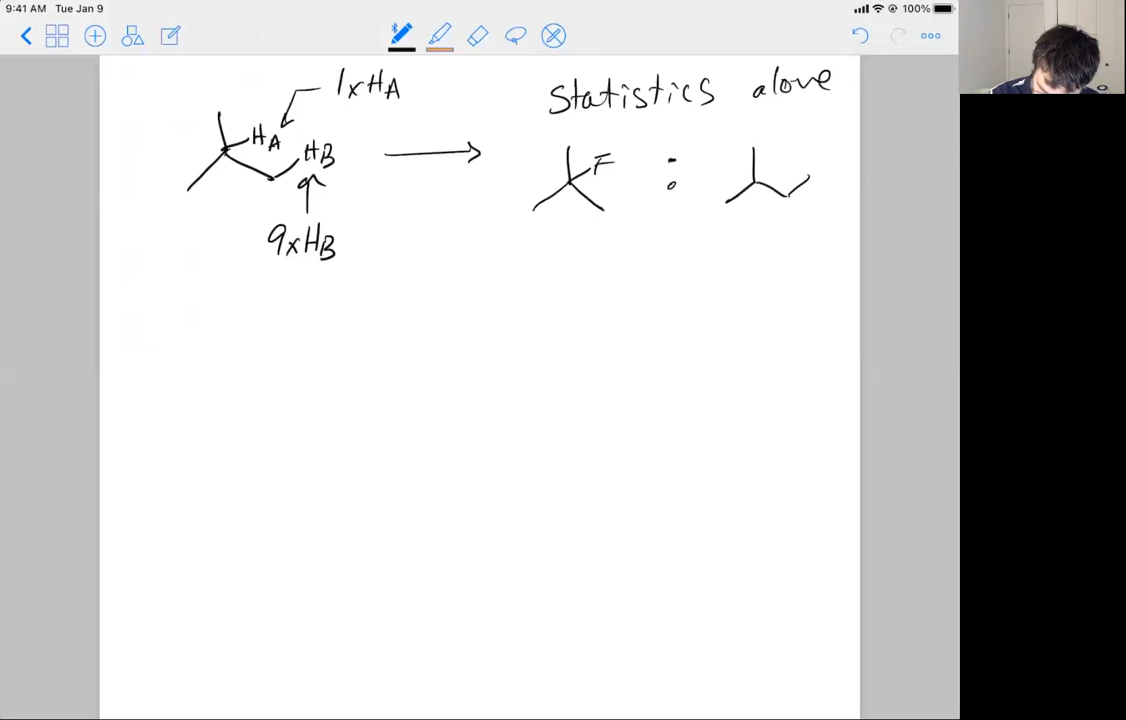 9:41 AM Tue Jan 9
100%
1xHA
Statistics alone
HA
HB
F :
9xHB